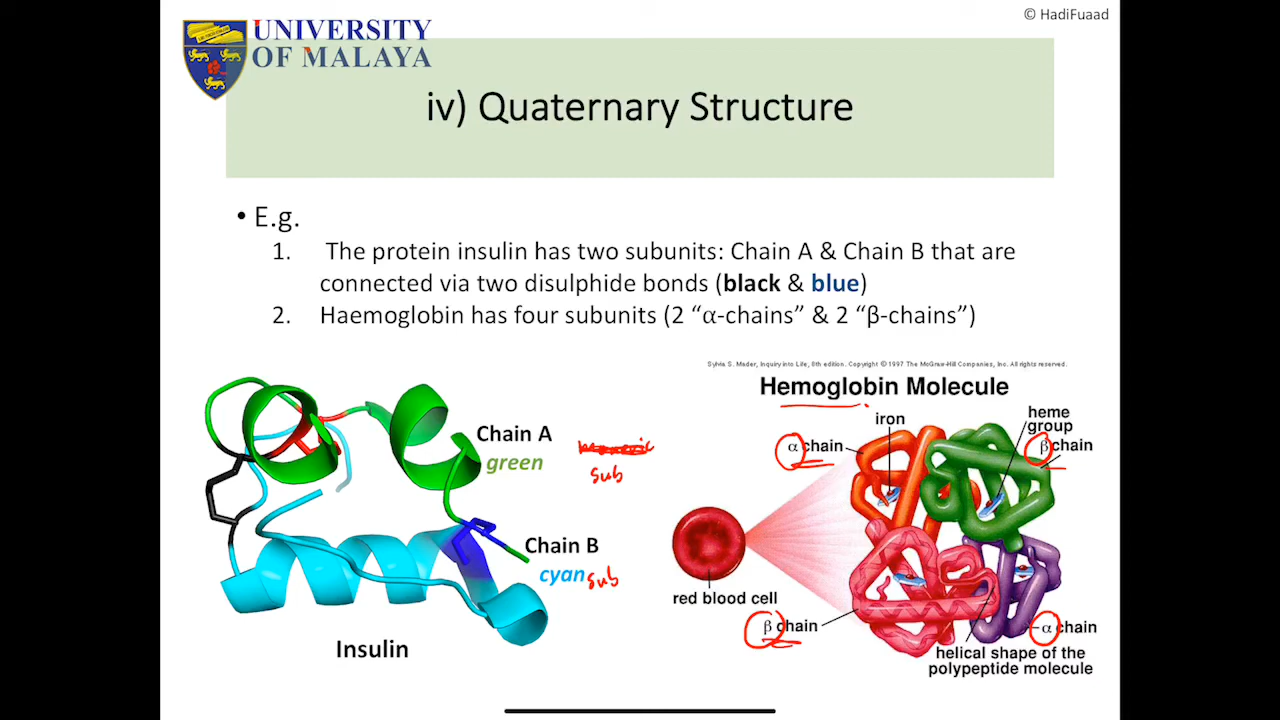 © HadiFuaad
UNIVERSITY
OF MALAYA
iv) Quaternary Structure
• E.g.
1. The protein insulin has two subunits: Chain A & Chain B that are
connected via two disulphide bonds (black & blue)
2. Haemoglobin has four subunits (2 “α-chains” & 2 “β-chains”)
Sylvia S. Mader, Inquiry into Life, 8th edition. Copyright © 1997 The McGraw-Hill Companies, Inc. All rights reserved.
Hemoglobin Molecule
Chain A
green
sub
Chain B
cyan
sub
Insulin
iron
heme
group
α chain
β chain
red blood cell
β chain
α chain
helical shape of the
polypeptide molecule